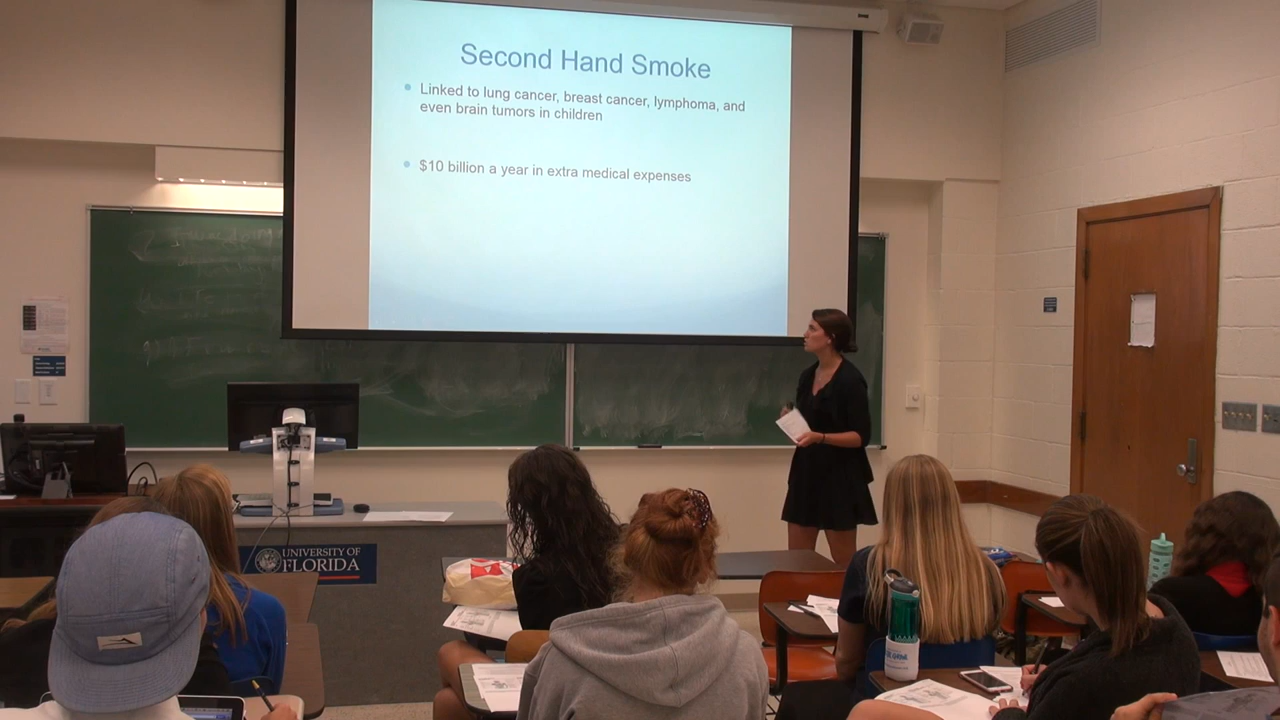 Second Hand Smoke
Linked to lung cancer, breast cancer, lymphoma, and
even brain tumors in children
$10 billion a year in extra medical expenses
UNIVERSITY OF
FLORIDA